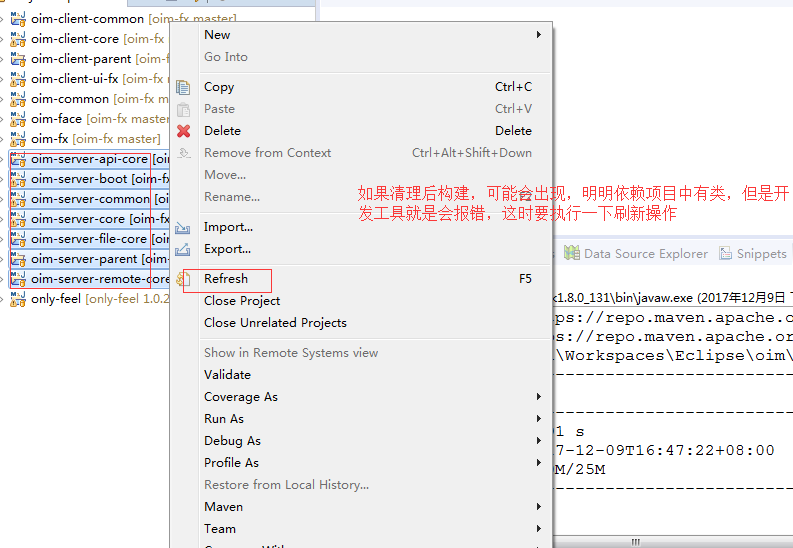 oim-client-common [oim-fx master]
oim-client-core [oim-fx
oim-client-parent [oim-f
oim-client-ui-fx [oim-fx
oim-common [oim-fx m
oim-face [oim-fx master
oim-fx [oim-fx master]
oim-server-api-core [oi
oim-server-boot [oim-fx
oim-server-common [oi
oim-server-core [oim-fx
oim-server-file-core [oi
oim-server-parent [oim-
oim-server-remote-core
only-feel [only-feel 1.0.2
New
Go Into
Copy Ctrl+C
Paste Ctrl+V
Delete Delete
Remove from Context Ctrl+Alt+Shift+Down
Move...
Rename... F2
Import...
Export...
Refresh F5
Close Project
Close Unrelated Projects
Show in Remote Systems view
Validate
Coverage As
Run As
Debug As
Profile As
Restore from Local History...
Maven
Team
如果清理后构建，可能会出现，明明依赖项目中有类，但是开
发工具就是会报错，这时要执行一下刷新操作
Data Source Explorer Snippets
k1.8.0_131\bin\javaw.exe (2017年12月9日 下
ps://repo.maven.apache.o
ps://repo.maven.apache.or
\Workspaces\Eclipse\oim\
------------------------
------------------------
1 s
7-12-09T16:47:22+08:00
M/25M
------------------------